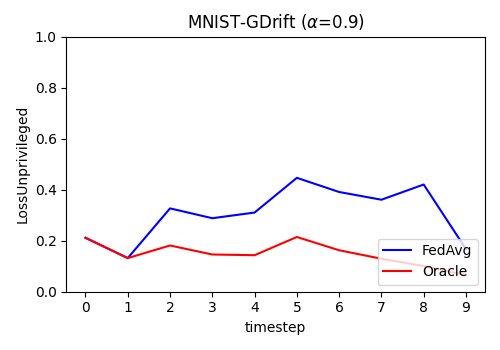 MNIST-GDrift (α=0.9)
LossUnprivileged
1.0
0.8
0.6
0.4
0.2
0.0
0 1 2 3 4 5 6 7 8 9
timestep
FedAvg
Oracle